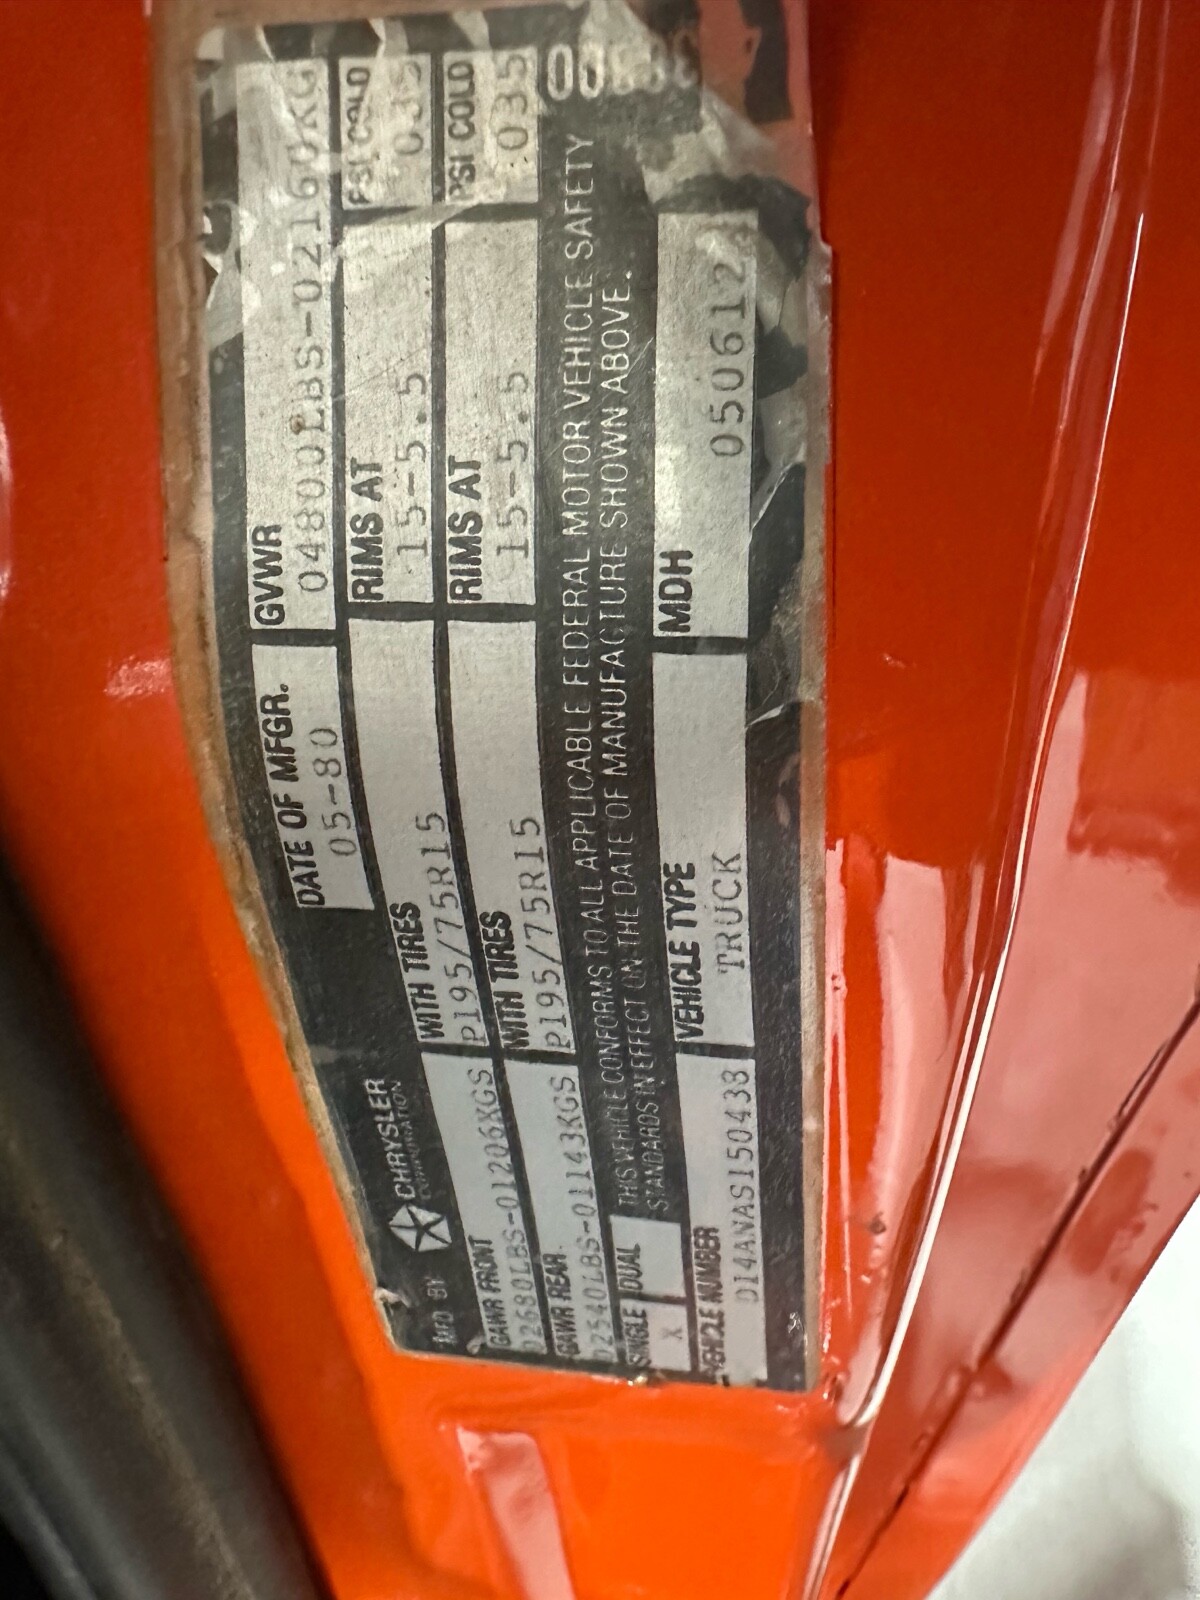 MFD BY CHRYSLER CORPORATION
DATE OF MFGR. GVWR
05-80 04800LBS-02160KG
GAWR FRONT WITH TIRES RIMS AT PSI COLD
02680LBS-01206KGS P195/75R15 15-5.5 035
GAWR REAR WITH TIRES RIMS AT PSI COLD
02540LBS-01143KGS P195/75R15 15-5.5 035
SINGLE DUAL
X
THIS VEHICLE CONFORMS TO ALL APPLICABLE FEDERAL MOTOR VEHICLE SAFETY
STANDARDS IN EFFECT ON THE DATE OF MANUFACTURE SHOWN ABOVE.
VEHICLE NUMBER VEHICLE TYPE MDH
D14ANAS150438 TRUCK 050612